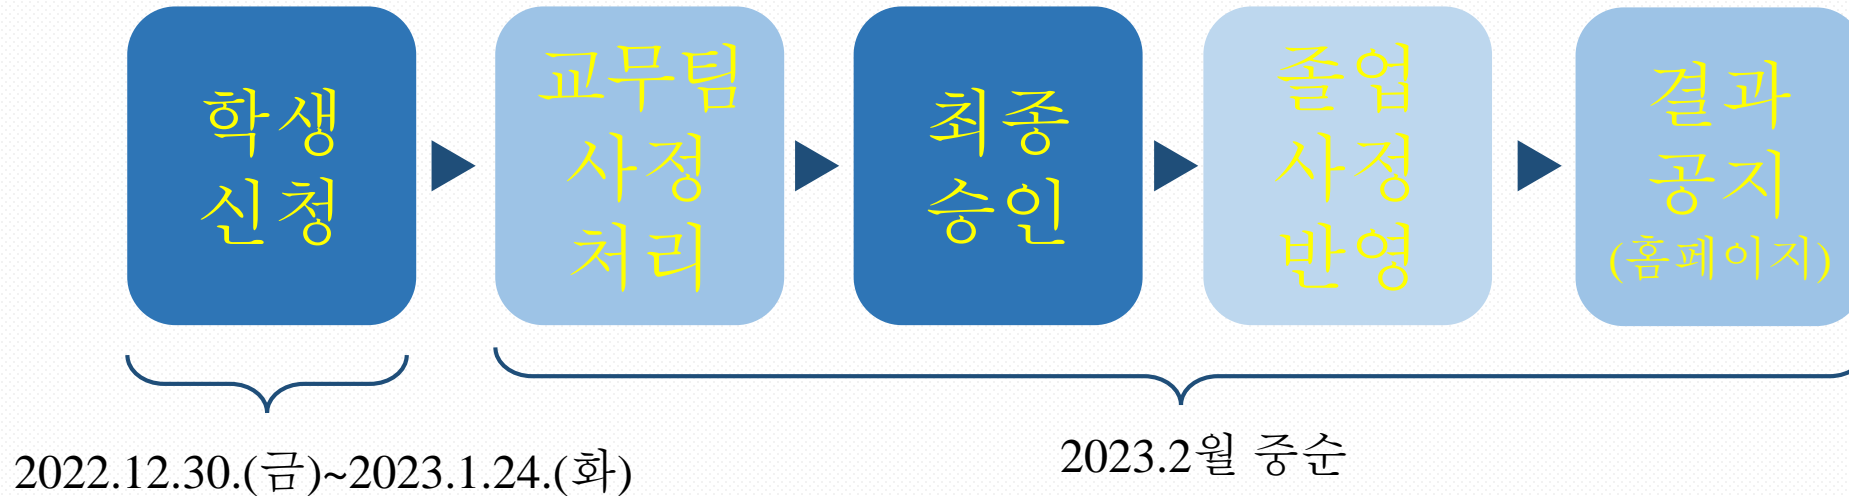 학생
신청
교무팀
사정
처리
최종
승인
졸업
사정
반영
결과
공지
(홈페이지)
2022.12.30.(금)~2023.1.24.(화)
2023.2월 중순